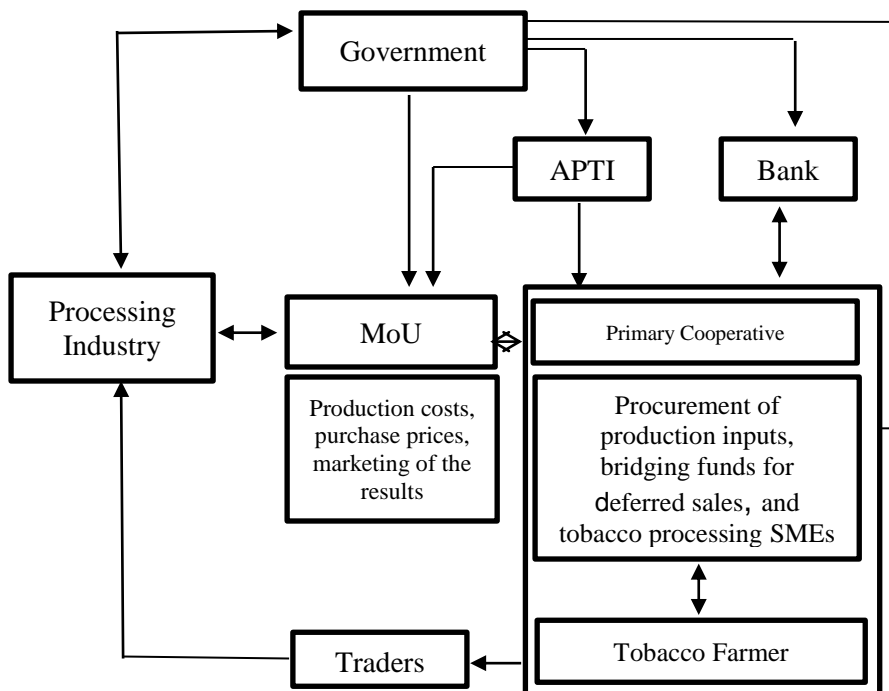 Government
APTI
Bank
Processing
Industry
MoU
Primary Cooperative
Production costs,
purchase prices,
marketing of the
results
Procurement of
production inputs,
bridging funds for
deferred sales, and
tobacco processing SMEs
Traders
Tobacco Farmer